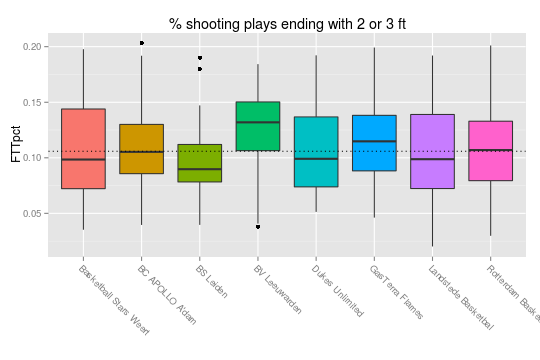 % shooting plays ending with 2 or 3 ft
FTTpct
0.20
0.15
0.10
0.05
Basketball Stars Weert
BC APOLLO A'dam
BS Leiden
BV Leeuwarden
Dukes Unlimited
GasTerra Flames
Landstede Basketbal
Rotterdam Baske